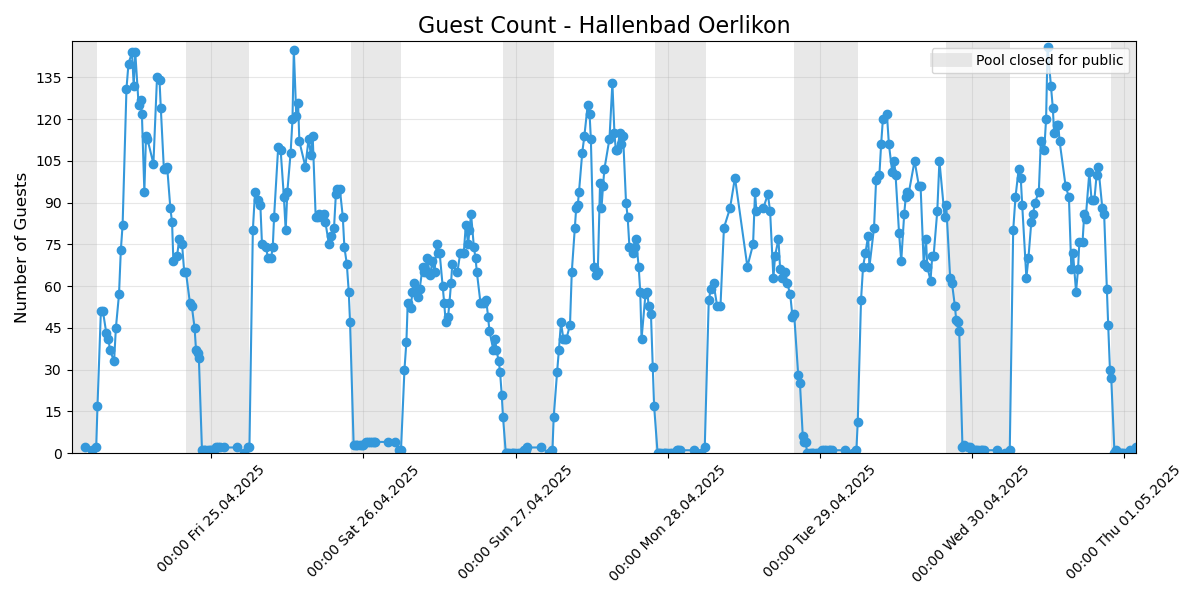 Guest Count - Hallenbad Oerlikon
Pool closed for public
Number of Guests
135
120
105
90
75
60
45
30
15
0
00:00 Fri 25.04.2025
00:00 Sat 26.04.2025
00:00 Sun 27.04.2025
00:00 Mon 28.04.2025
00:00 Tue 29.04.2025
00:00 Wed 30.04.2025
00:00 Thu 01.05.2025